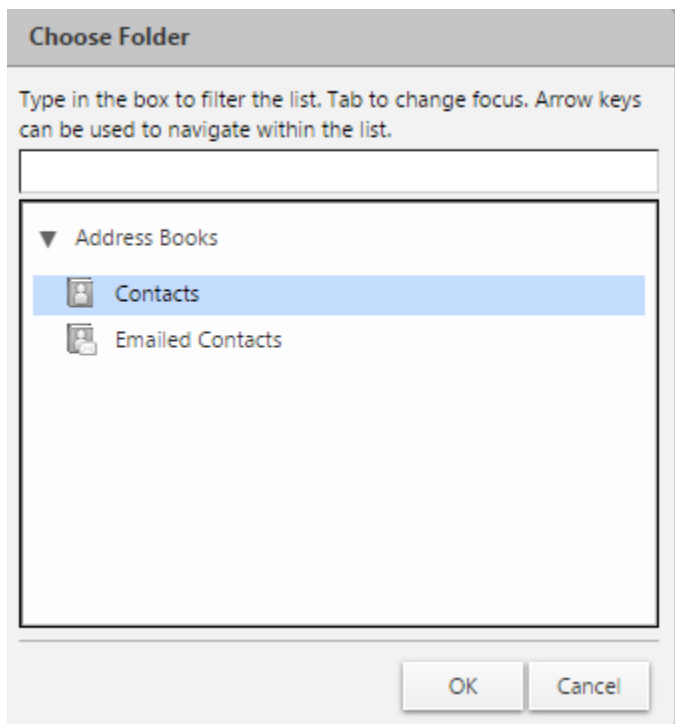 Choose Folder
Type in the box to filter the list. Tab to change focus. Arrow keys
can be used to navigate within the list.
Address Books
Contacts
Emailed Contacts
OK
Cancel